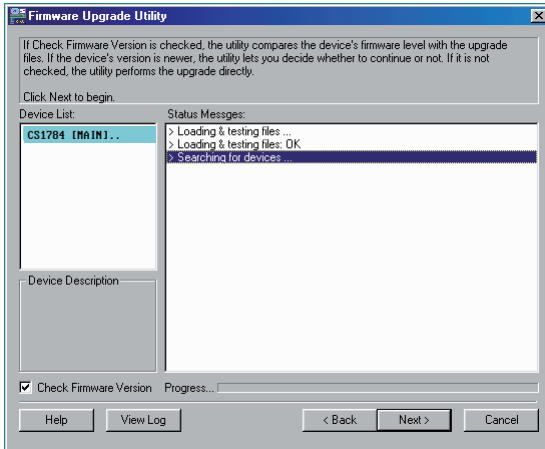 Firmware Upgrade Utility
If Check Firmware Version is checked, the utility compares the device's firmware level with the upgrade
files. If the device's version is newer, the utility lets you decide whether to continue or not. If it is not
checked, the utility performs the upgrade directly.
Click Next to begin.
Device List:
Status Messges:
CS1784 [MAIN]..
> Loading & testing files ...
> Loading & testing files: OK
> Searching for devices ...
Device Description
Check Firmware Version
Progress...
Help
View Log
< Back
Next >
Cancel